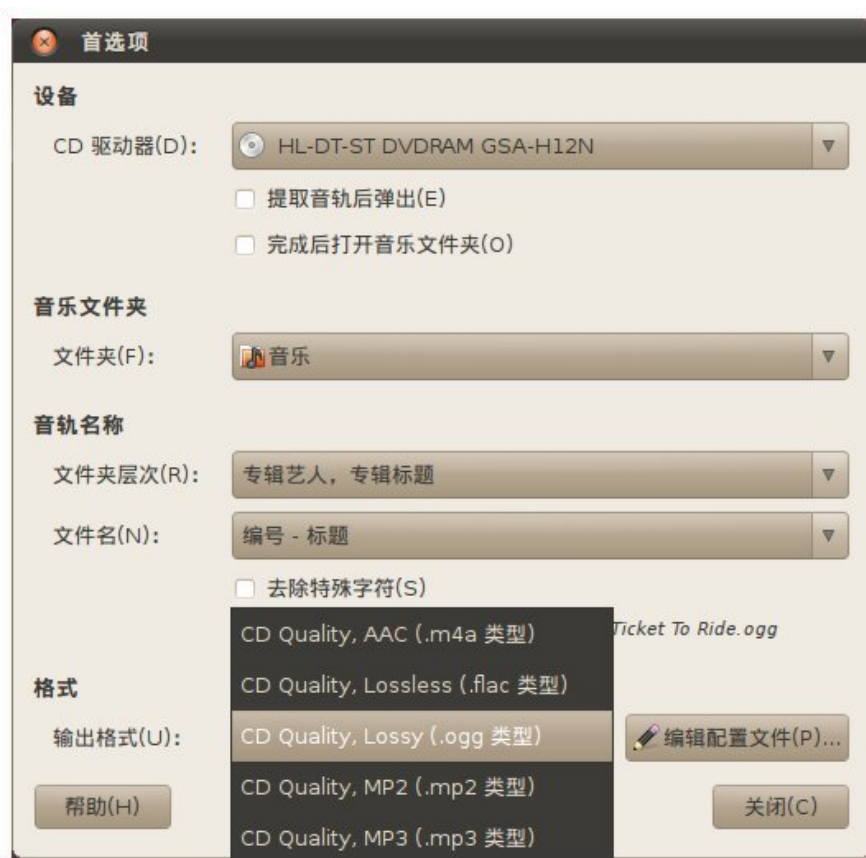 首选项
设备
CD 驱动器(D):
HL-DT-ST DVDRAM GSA-H12N
提取音轨后弹出(E)
完成后打开音乐文件夹(O)
音乐文件夹
文件夹(F):
音乐
音轨名称
文件夹层次(R):
专辑艺人，专辑标题
文件名(N):
编号 - 标题
去除特殊字符(S)
CD Quality, AAC (.m4a 类型)
Ticket To Ride.ogg
CD Quality, Lossless (.flac 类型)
格式
输出格式(U):
CD Quality, Lossy (.ogg 类型)
编辑配置文件(P)...
CD Quality, MP2 (.mp2 类型)
帮助(H)
关闭(C)
CD Quality, MP3 (.mp3 类型)